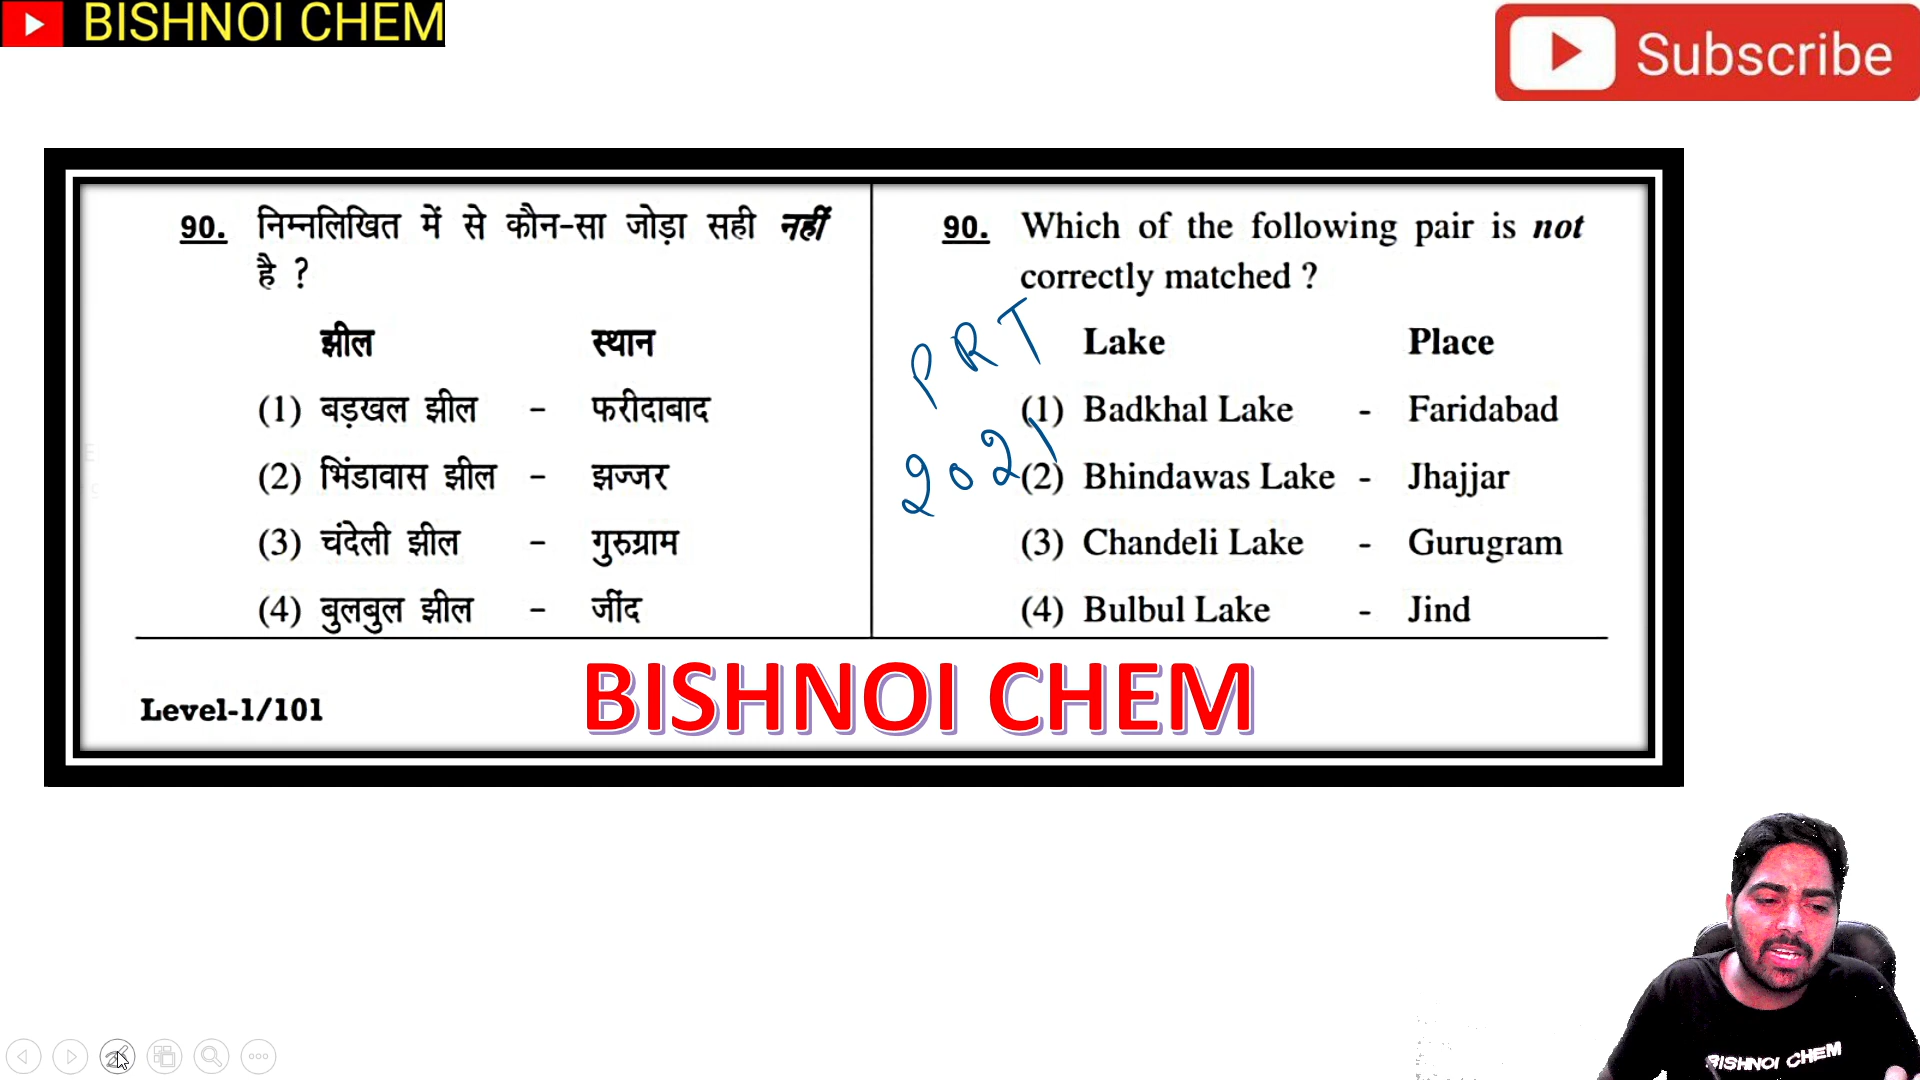 BISHNOI CHEM
Subscribe
90. निम्नलिखित में से कौन-सा जोड़ा सही नहीं
है ?
झील स्थान
(1) बड़खल झील - फरीदाबाद
(2) भिंडावास झील - झज्जर
(3) चंदेली झील - गुरुग्राम
(4) बुलबुल झील - जींद
90. Which of the following pair is not
correctly matched ?
Lake Place
(1) Badkhal Lake - Faridabad
(2) Bhindawas Lake - Jhajjar
(3) Chandeli Lake - Gurugram
(4) Bulbul Lake - Jind
PRT
2021
Level-1/101
BISHNOI CHEM
BISHNOI CHEM